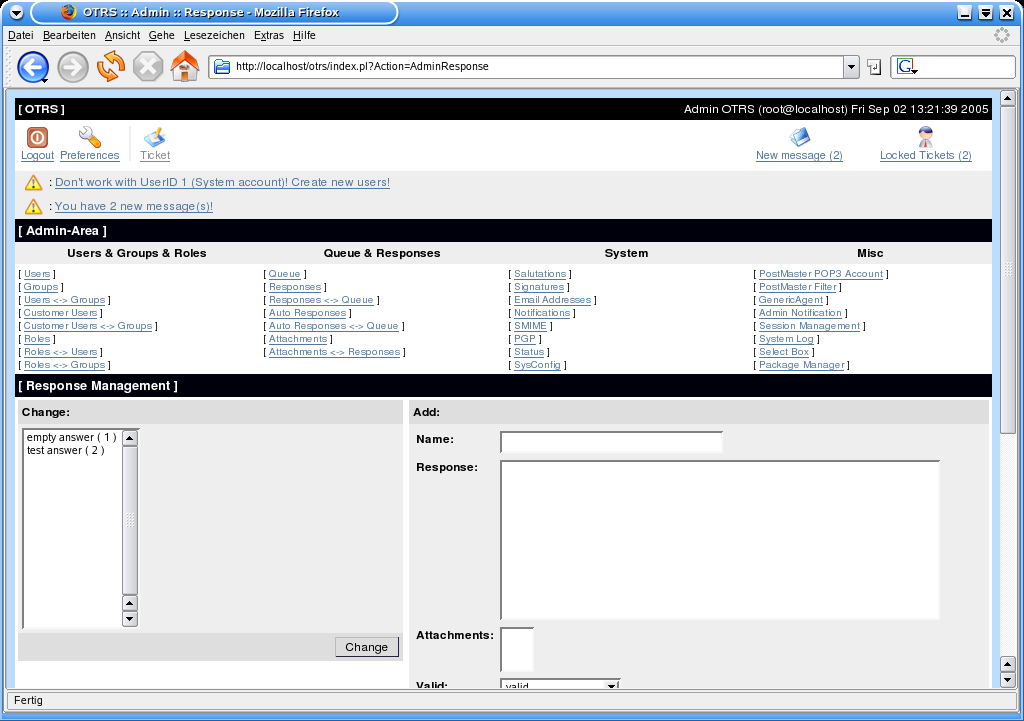 OTRS :: Admin :: Response - Mozilla Firefox
Datei Bearbeiten Ansicht Gehe Lesezeichen Extras Hilfe
http://localhost/otrs/index.pl?Action=AdminResponse
G
[ OTRS ] Admin OTRS (root@localhost) Fri Sep 02 13:21:39 2005
Logout Preferences Ticket New message (2) Locked Tickets (2)
: Don't work with UserID 1 (System account)! Create new users!
: You have 2 new message(s)!
[ Admin-Area ]
Users & Groups & Roles Queue & Responses System Misc
[ Users ] [ Queue ] [ Salutations ] [ PostMaster POP3 Account ]
[ Groups ] [ Responses ] [ Signatures ] [ PostMaster Filter ]
[ Users <-> Groups ] [ Responses <-> Queue ] [ Email Addresses ] [ GenericAgent ]
[ Customer Users ] [ Auto Responses ] [ Notifications ] [ Admin Notification ]
[ Customer Users <-> Groups ] [ Auto Responses <-> Queue ] [ SMIME ] [ Session Management ]
[ Roles ] [ Attachments ] [ PGP ] [ System Log ]
[ Roles <-> Users ] [ Attachments <-> Responses ] [ Status ] [ Select Box ]
[ Roles <-> Groups ] [ SysConfig ] [ Package Manager ]
[ Response Management ]
Change: Add:
empty answer ( 1 )
test answer ( 2 )
Change
Name:
Response:
Attachments:
Valid: valid
Fertig